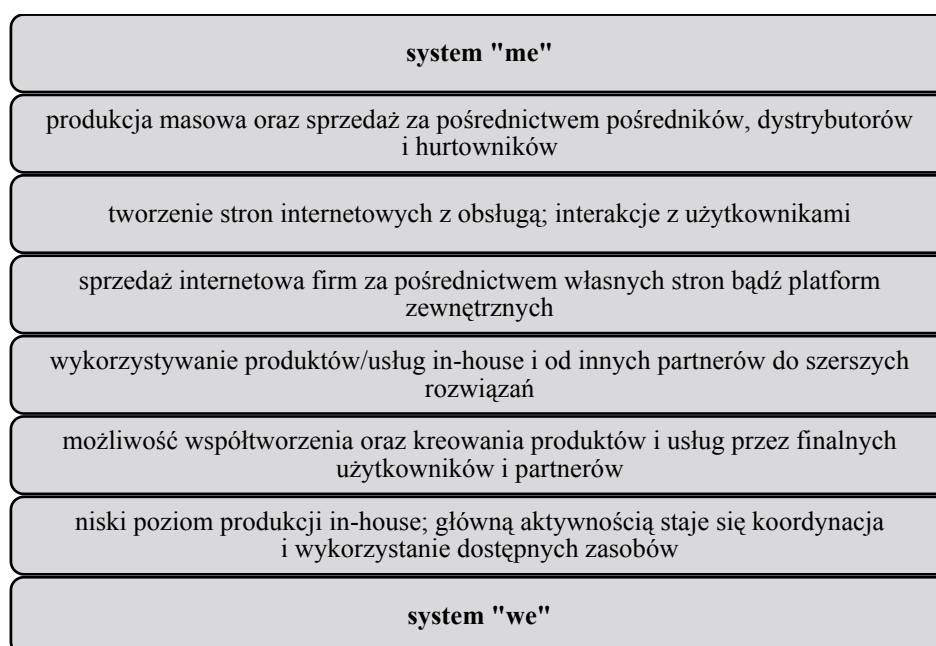 system "me"
produkcja masowa oraz sprzedaż za pośrednictwem pośredników, dystrybutorów
i hurtowników
tworzenie stron internetowych z obsługą; interakcje z użytkownikami
sprzedaż internetowa firm za pośrednictwem własnych stron bądź platform
zewnętrznych
wykorzystywanie produktów/usług in-house i od innych partnerów do szerszych
rozwiązań
możliwość współtworzenia oraz kreowania produktów i usług przez finalnych
użytkowników i partnerów
niski poziom produkcji in-house; główną aktywnością staje się koordynacja
i wykorzystanie dostępnych zasobów
system "we"